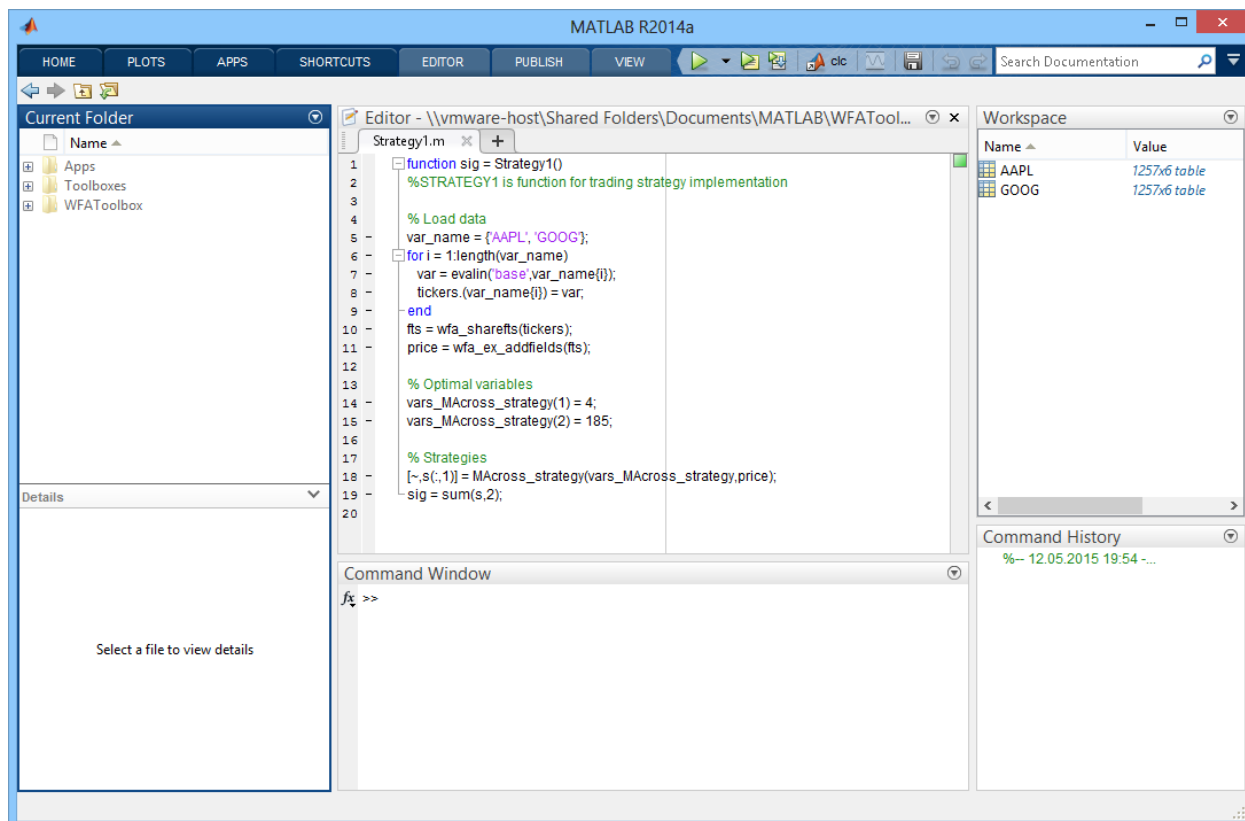 MATLAB R2014a
HOME PLOTS APPS SHORTCUTS EDITOR PUBLISH VIEW clc Search Documentation
Current Folder
Name
Apps
Toolboxes
WFAToolbox
Details
Select a file to view details
Editor - \\vmware-host\Shared Folders\Documents\MATLAB\WFATool...
Strategy1.m
1 function sig = Strategy1()
2 %STRATEGY1 is function for trading strategy implementation
3
4 % Load data
5 – var_name = {'AAPL', 'GOOG'};
6 – for i = 1:length(var_name)
7 – var = evalin('base',var_name{i});
8 – tickers.(var_name{i}) = var;
9 – end
10 – fts = wfa_sharefts(tickers);
11 – price = wfa_ex_addfields(fts);
12
13 % Optimal variables
14 – vars_MAcross_strategy(1) = 4;
15 – vars_MAcross_strategy(2) = 185;
16
17 % Strategies
18 – [~,s(:,1)] = MAcross_strategy(vars_MAcross_strategy,price);
19 – sig = sum(s,2);
20
Command Window
fx >>
Workspace
Name Value
AAPL 1257x6 table
GOOG 1257x6 table
Command History
%-- 12.05.2015 19:54 -...